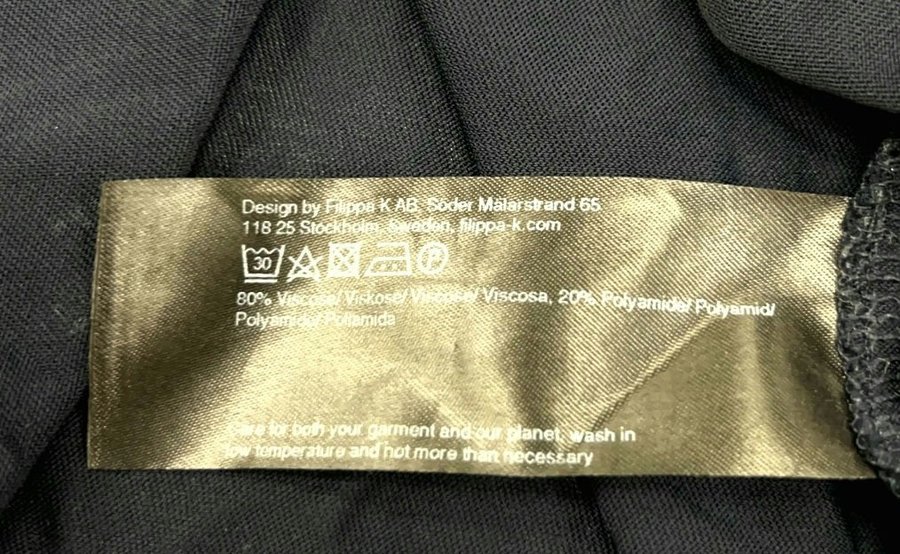 Design by Filippa K AB, Söder Mälarstrand 65
118 25 Stockholm, Sweden, filippa-k.com
30 P
80% Viscose/ Viskose/ Viscose/ Viscosa, 20% Polyamide/ Polyamid/
Polyamide/ Poliamida
Care for both your garment and our planet, wash in
low temperature and not more than necessary